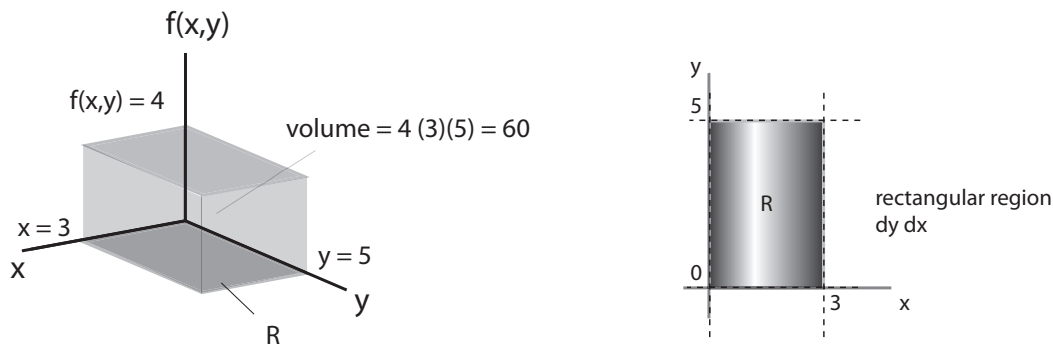 f(x,y)
f(x,y) = 4
volume = 4 (3)(5) = 60
x = 3
x
y = 5
y
R
y
5
R
rectangular region
dy dx
0
3
x